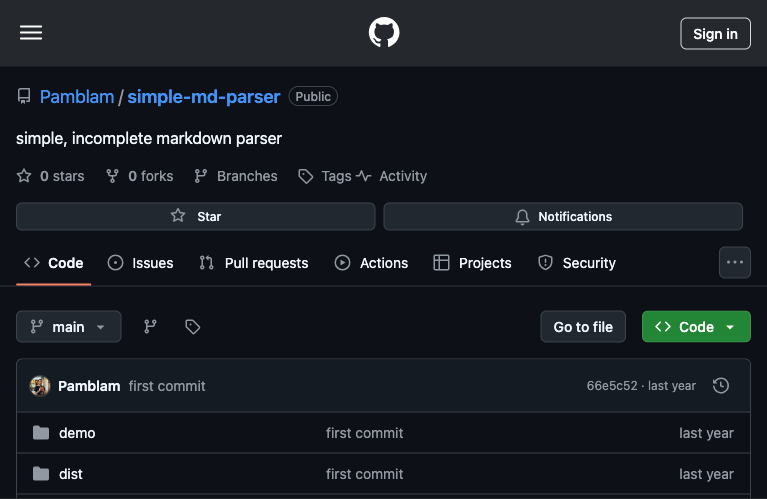 Sign in
Pamblam / simple-md-parser Public
simple, incomplete markdown parser
0 stars 0 forks Branches Tags Activity
Star Notifications
Code Issues Pull requests Actions Projects Security
main Go to file Code
Pamblam first commit 66e5c52 · last year
demo first commit last year
dist first commit last year